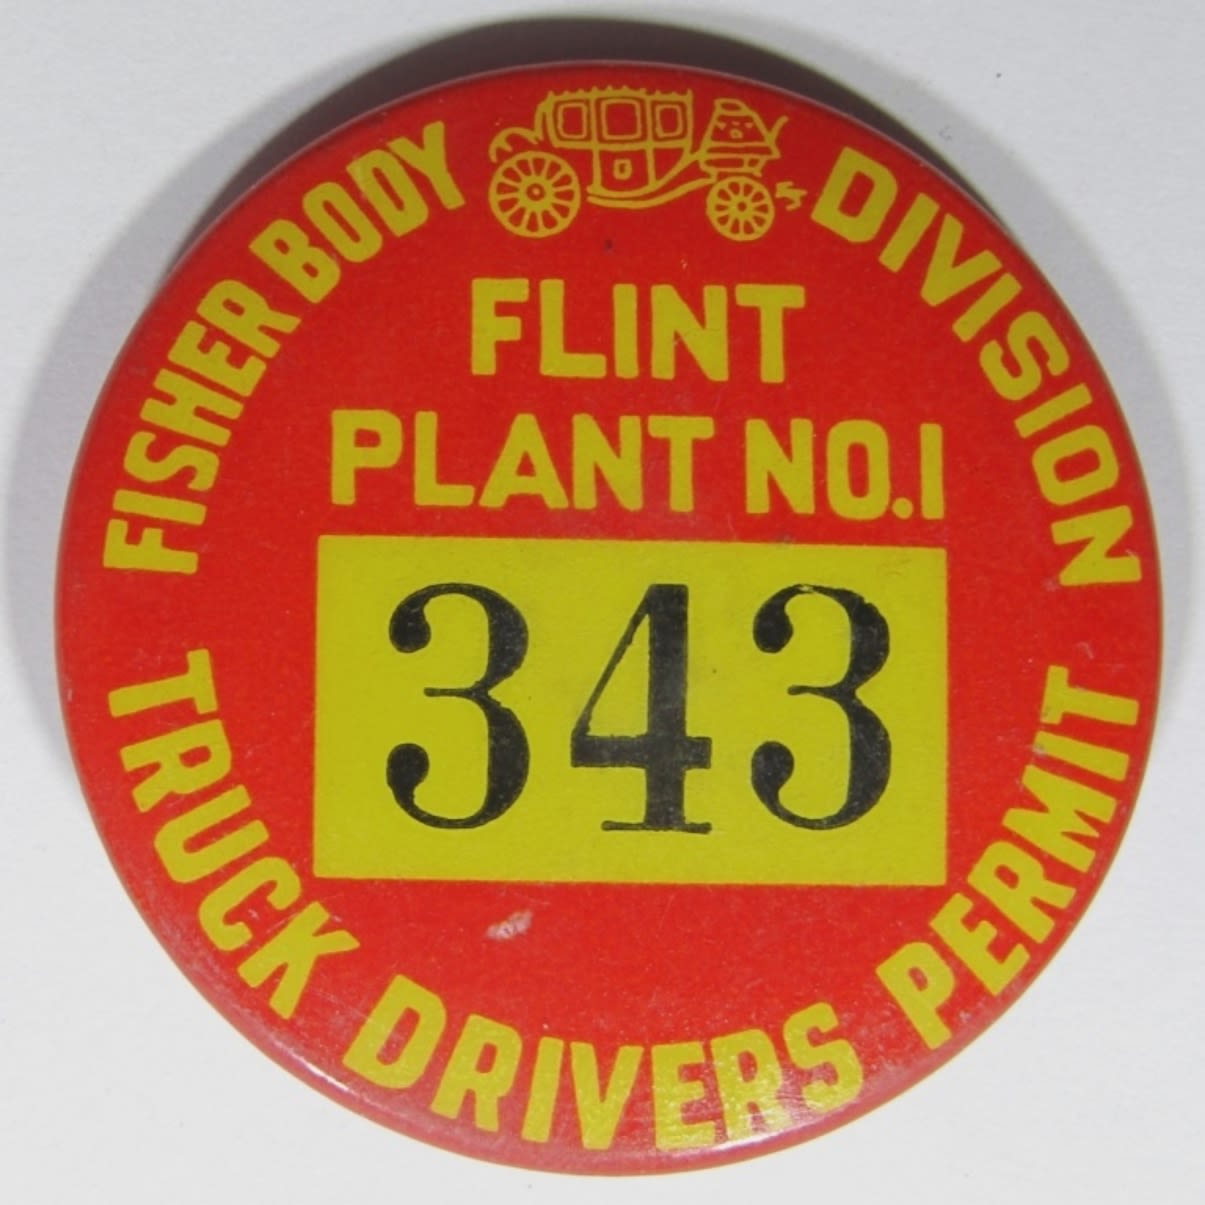 FISHER BODY DIVISION
FLINT
PLANT NO.1
343
TRUCK DRIVERS PERMIT